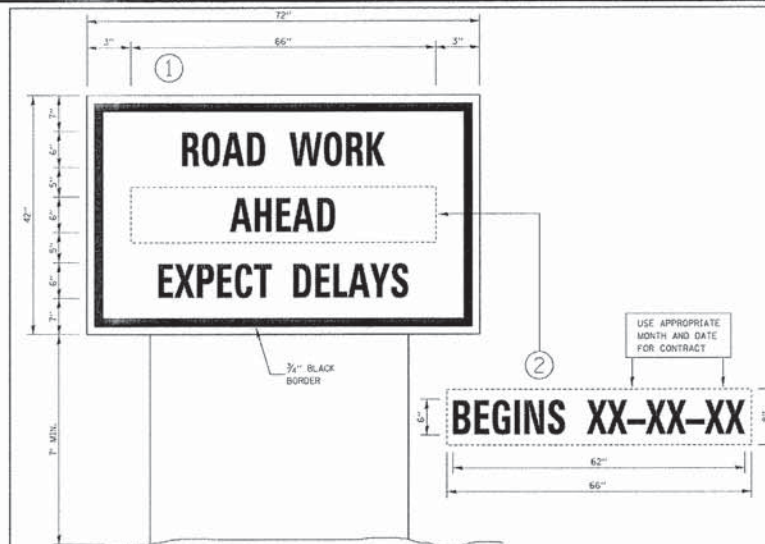 72"
3" 66" 3"
1
7"
6"
5"
6"
5"
6"
7"
42"
ROAD WORK
AHEAD
EXPECT DELAYS
¾" BLACK
BORDER
7' MIN.
USE APPROPRIATE
MONTH AND DATE
FOR CONTRACT
2
6"
BEGINS XX–XX–XX
62"
66"